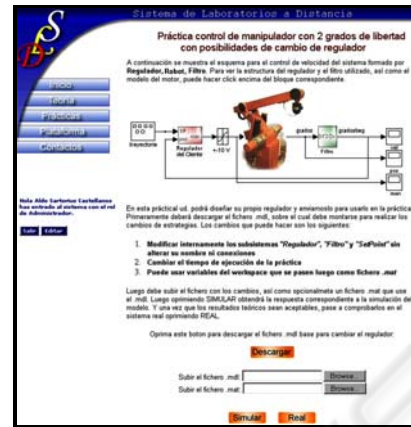 Sistema de Laboratorios a Distancia
Práctica control de manipulador con 2 grados de libertad
con posibilidades de cambio de regulador
A continuación se muestra el esquema para el control de velocidad del sistema formado por
Regulador, Robot, Filtro. Para ver la estructura del regulador y el filtro utilizado, así como el
modelo del motor, puede hacer click encima del bloque correspondiente.
Inicio
Teoría
Prácticas
Plataforma
Contactos
trayectoria
Regulador
del Cliente
+-10 V
grados
Filtro
vel
pos
man
Hola Aldo Sartorius Castellanos
has entrado al sistema con el rol
de Administrador.
Salir Editar
En esta práctical ud. podrá diseñar su propio regulador y enviarnoslo para usarlo en la práctica.
Primeramente deberá descargar el fichero .mdl, sobre el cual debe montarse para realizar los
cambios de estrategias. Los cambios que puede hacer son los siguientes:
1. Modificar internamente los subsistemas "Regulador", "Filtro" y "SetPoint" sin
alterar su nombre ni conexiones
2. Cambiar el tiempo de ejecución de la práctica
3. Puede usar variables del workspace que se pasen luego como fichero .mat
Luego debe subir el fichero con los cambios, así como opcionalmete un fichero .mat que use
el .mdl. Luego opriniendo SIMULAR obtendrá la respuesta correspondiente a la simulación del
modelo. Y una vez que los resultados teóricos sean aceptables, pase a comprobarlos en el
sistema real oprimiendo REAL.
Oprima este boton para descargar el fichero .mdl base para cambiar el regulador:
Descargar
Subir el fichero .mdl: Browse...
Subir el fichero .mat: Browse...
Simular Real